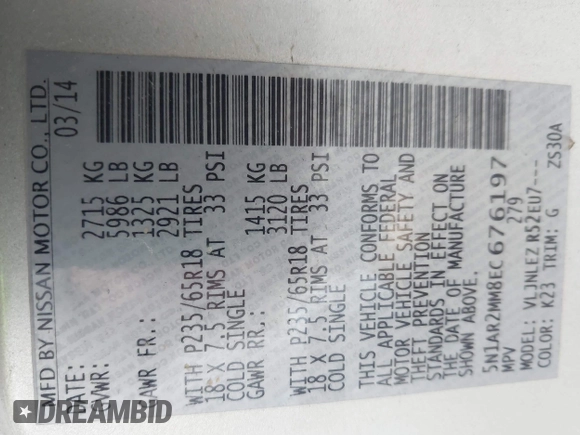 MFD BY NISSAN MOTOR CO., LTD.
DATE: 03/14
GVWR: 2715 KG
5986 LB
GAWR FR.: 1325 KG
2921 LB
WITH P235/65R18 TIRES
18 X 7.5 RIMS AT 33 PSI
COLD SINGLE
GAWR RR.: 1415 KG
3120 LB
WITH P235/65R18 TIRES
18 X 7.5 RIMS AT 33 PSI
COLD SINGLE
THIS VEHICLE CONFORMS TO
ALL APPLICABLE FEDERAL
MOTOR VEHICLE SAFETY AND
THEFT PREVENTION
STANDARDS IN EFFECT ON
THE DATE OF MANUFACTURE
SHOWN ABOVE.
5N1AR2MM8EC676197
MPV 279
MODEL: VLJNLEZ R52EU7---
COLOR: K23 TRIM: G ZS30A
DREAMBID